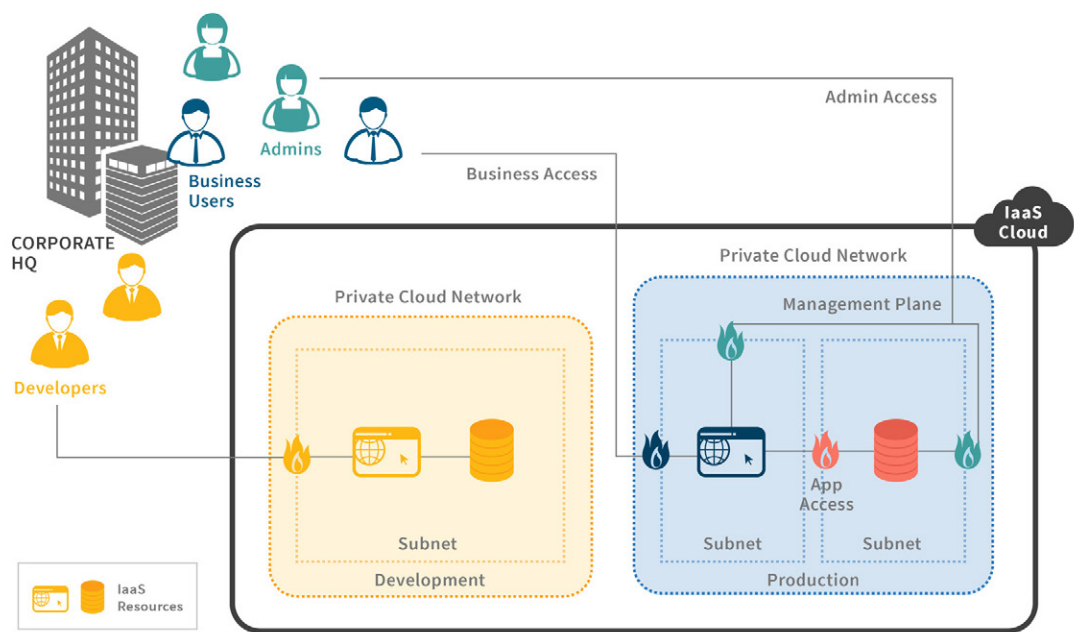 Admin Access
Admins
Business Access
Business
Users
IaaS
Cloud
CORPORATE
HQ
Private Cloud Network
Private Cloud Network
Management Plane
Developers
App
Access
Subnet
Subnet
Subnet
Development
Production
IaaS
Resources